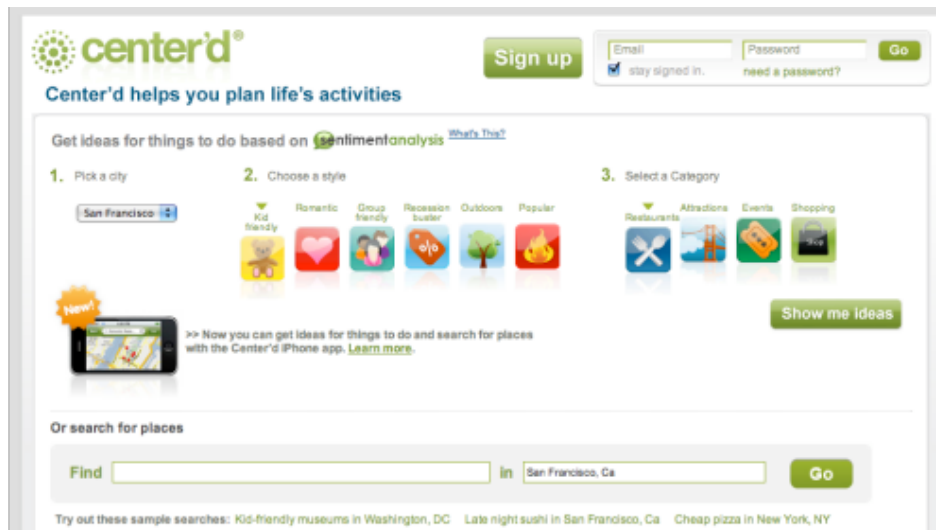 center'd®
Sign up
Email
Password
Go
stay signed in.
need a password?
Center'd helps you plan life's activities
Get ideas for things to do based on sentimentanalysis What's This?
1. Pick a city
2. Choose a style
3. Select a Category
San Francisco
Kid friendly
Romantic
Group friendly
Recession buster
Outdoors
Popular
Restaurants
Attractions
Events
Shopping
%
Shop
New!
Show me ideas
>> Now you can get ideas for things to do and search for places
with the Center'd iPhone app. Learn more.
Or search for places
Find
in
San Francisco, Ca
Go
Try out these sample searches: Kid-friendly museums in Washington, DC Late night sushi in San Francisco, Ca Cheap pizza in New York, NY